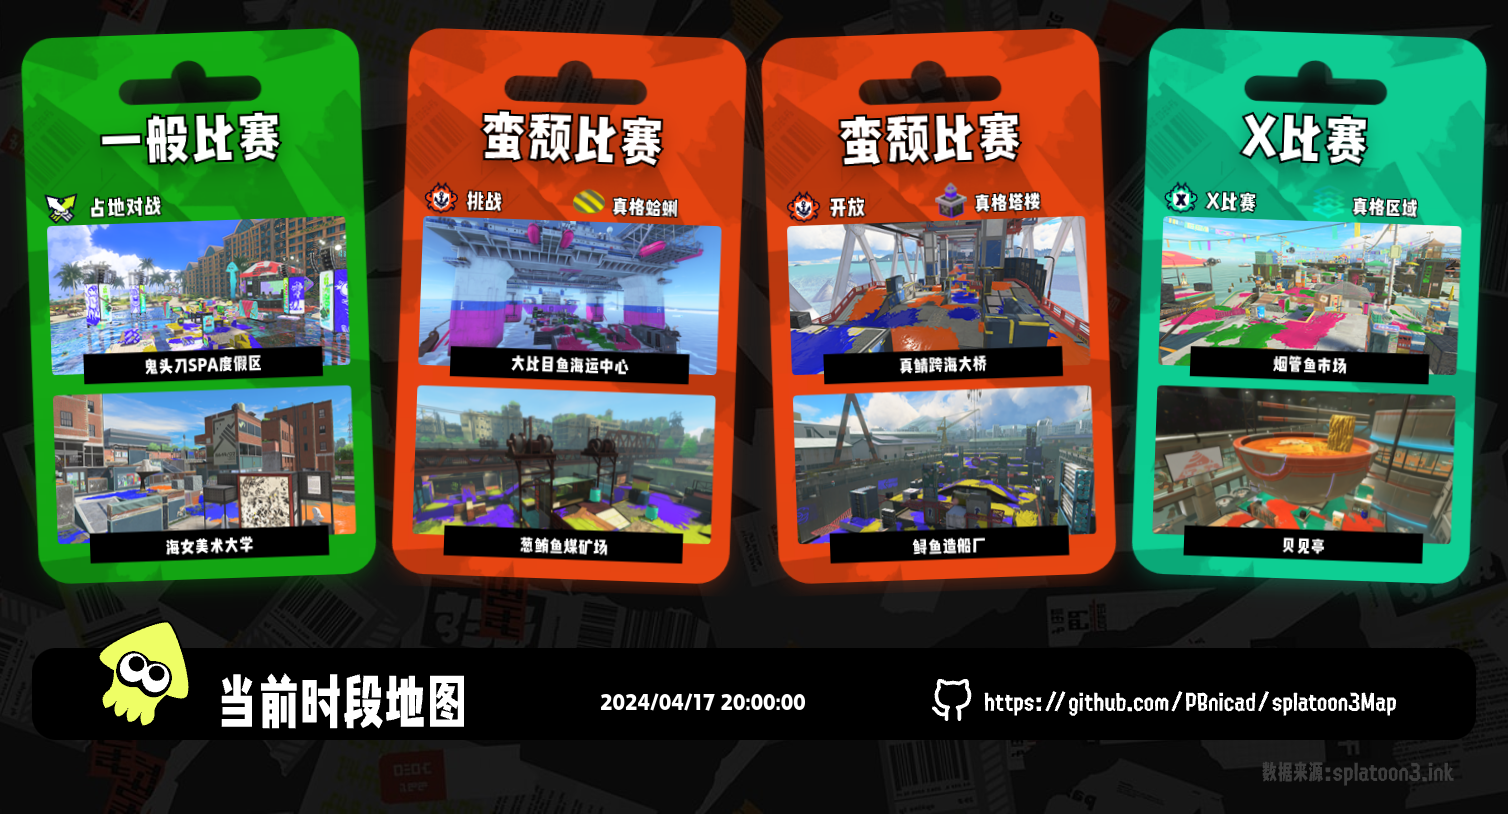 一般比赛
占地对战
鬼头刀SPA度假区
海女美术大学
蛮颓比赛
挑战
真格蛤蜊
大比目鱼海运中心
葱鲔鱼煤矿场
蛮颓比赛
开放
真格塔楼
真鲷跨海大桥
鲟鱼造船厂
X比赛
X比赛
真格区域
烟管鱼市场
贝见亭
当前时段地图
2024/04/17 20:00:00
https://github.com/PBnicad/splatoon3Map
数据来源:splatoon3.ink